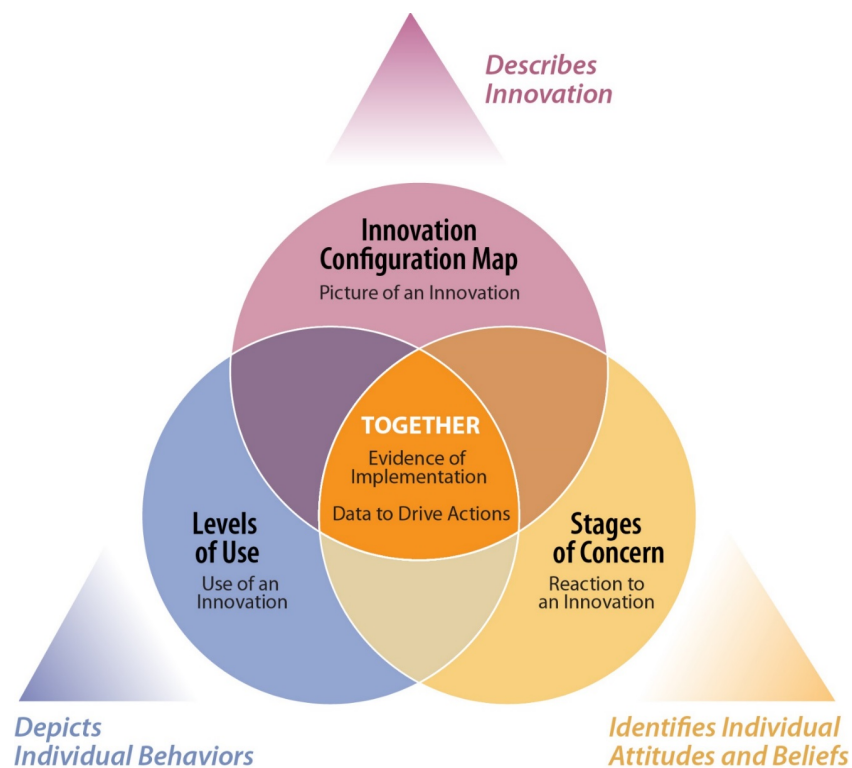 Describes
Innovation
Innovation
Configuration Map
Picture of an Innovation
TOGETHER
Evidence of
Implementation
Data to Drive Actions
Levels
of Use
Use of an
Innovation
Stages
of Concern
Reaction to
an Innovation
Depicts
Individual Behaviors
Identifies Individual
Attitudes and Beliefs